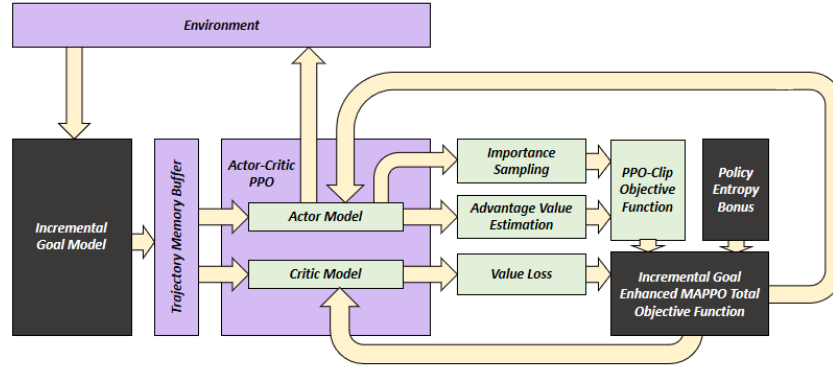 Environment
Incremental
Goal Model
Trajectory Memory Buffer
Actor-Critic
PPO
Actor Model
Critic Model
Importance
Sampling
Advantage Value
Estimation
Value Loss
PPO-Clip
Objective
Function
Policy
Entropy
Bonus
Incremental Goal
Enhanced MAPPO Total
Objective Function